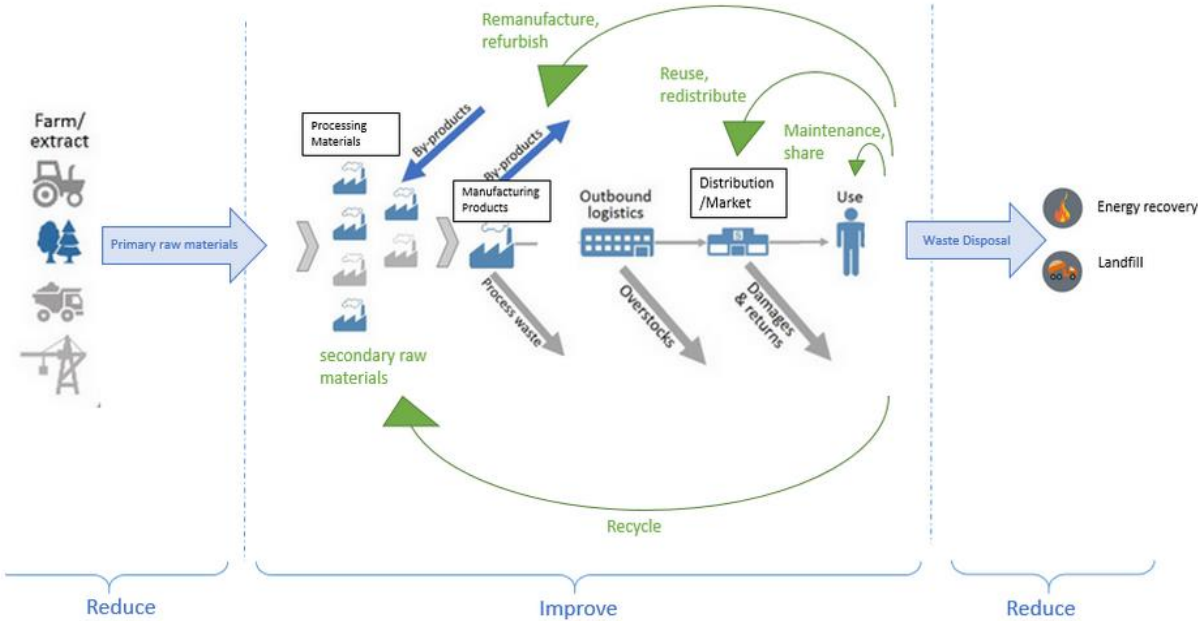 Remanufacture,
refurbish
Reuse,
redistribute
Maintenance,
share
Farm/
extract
Processing
Materials
By-products
By-products
Manufacturing
Products
Outbound
logistics
Distribution
/Market
Use
Primary raw materials
Waste Disposal
Energy recovery
Landfill
S
Process waste
Overstocks
Damages
& returns
secondary raw
materials
Recycle
Reduce
Improve
Reduce